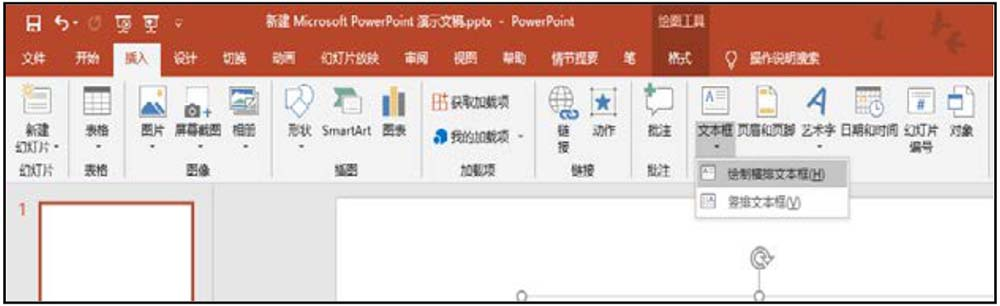 新建 Microsoft PowerPoint 演示文稿.pptx - PowerPoint 绘图工具
文件 开始 插入 设计 切换 动画 幻灯片放映 审阅 视图 帮助 情节提要 笔 格式 操作说明搜索
新建
幻灯片
表格
图片 屏幕截图 相册
形状 SmartArt 图表
获取加载项
我的加载项
链
接
动作
批注
文本框 页眉和页脚 艺术字 日期和时间 幻灯片
编号
对象
幻灯片 表格 图像 插图 加载项 链接 批注
绘制横排文本框(H)
竖排文本框(V)
1